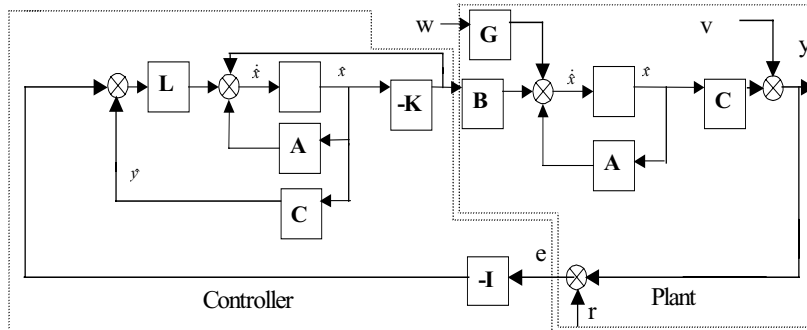 w
G
v
y
L
ẋ̂
x̂
-K
B
ẋ̂
x̂
C
A
A
ŷ
C
e
-I
r
Controller
Plant